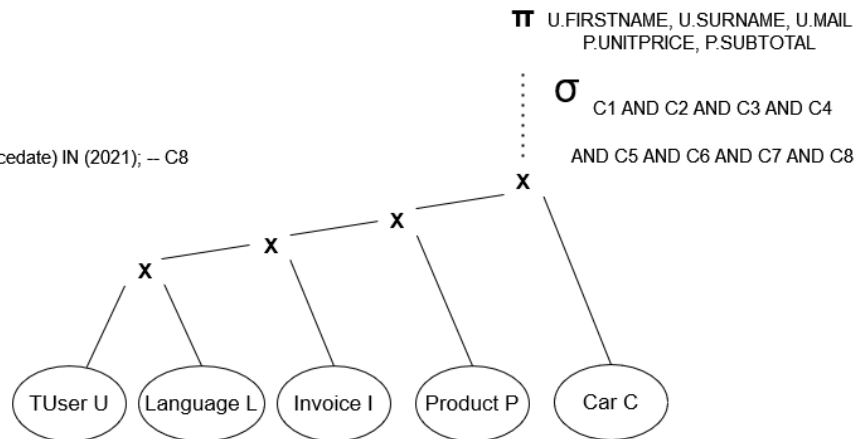 π U.FIRSTNAME, U.SURNAME, U.MAIL
P.UNITPRICE, P.SUBTOTAL
σ C1 AND C2 AND C3 AND C4
cedate) IN (2021); -- C8
AND C5 AND C6 AND C7 AND C8
X
X
X
X
TUser U
Language L
Invoice I
Product P
Car C